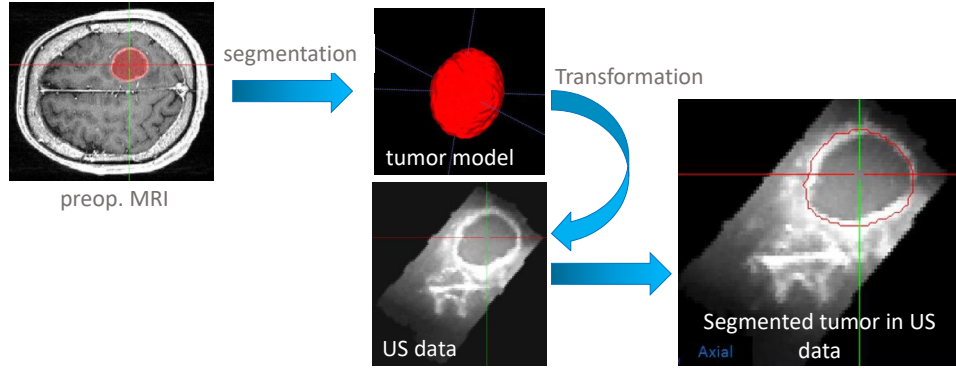 segmentation
preop. MRI
tumor model
Transformation
US data
Segmented tumor in US
data
Axial